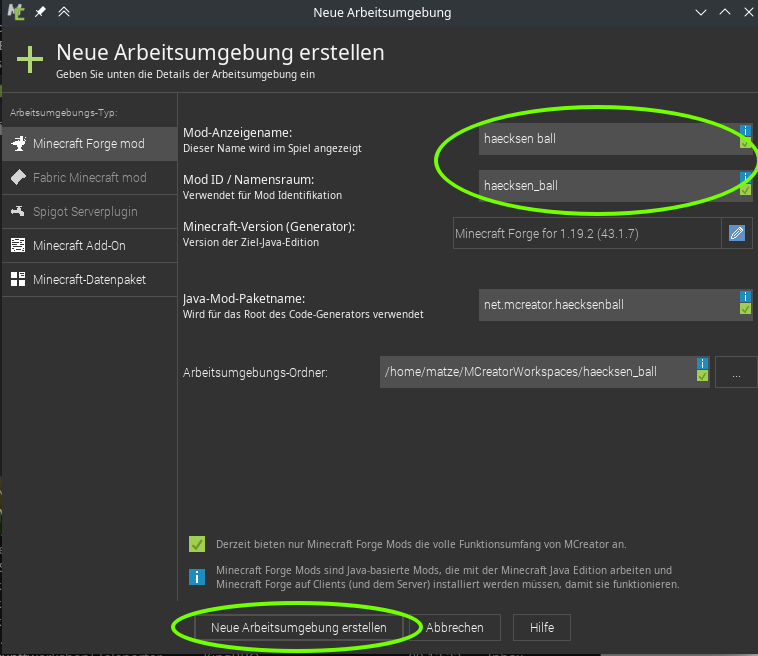 Neue Arbeitsumgebung
Neue Arbeitsumgebung erstellen
Geben Sie unten die Details der Arbeitsumgebung ein
Arbeitsumgebungs-Typ:
Minecraft Forge mod
Fabric Minecraft mod
Spigot Serverplugin
Minecraft Add-On
Minecraft-Datenpaket
Mod-Anzeigename:
Dieser Name wird im Spiel angezeigt
haecksen ball
Mod ID / Namensraum:
Verwendet für Mod Identifikation
haecksen_ball
Minecraft-Version (Generator):
Version der Ziel-Java-Edition
Minecraft Forge for 1.19.2 (43.1.7)
Java-Mod-Paketname:
Wird für das Root des Code-Generators verwendet
net.mcreator.haecksenball
Arbeitsumgebungs-Ordner:
/home/matze/MCreatorWorkspaces/haecksen_ball
...
Derzeit bieten nur Minecraft Forge Mods die volle Funktionsumfang von MCreator an.
Minecraft Forge Mods sind Java-basierte Mods, die mit der Minecraft Java Edition arbeiten und
Minecraft Forge auf Clients (und dem Server) installiert werden müssen, damit sie funktionieren.
Neue Arbeitsumgebung erstellen
Abbrechen
Hilfe